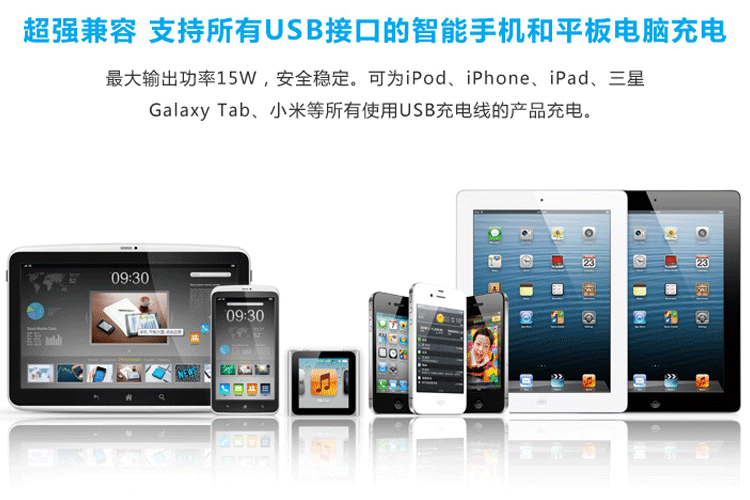 超强兼容 支持所有USB接口的智能手机和平板电脑充电
最大输出功率15W，安全稳定。可为iPod、iPhone、iPad、三星
Galaxy Tab、小米等所有使用USB充电线的产品充电。
09:30
09:30
NEWS
23
23